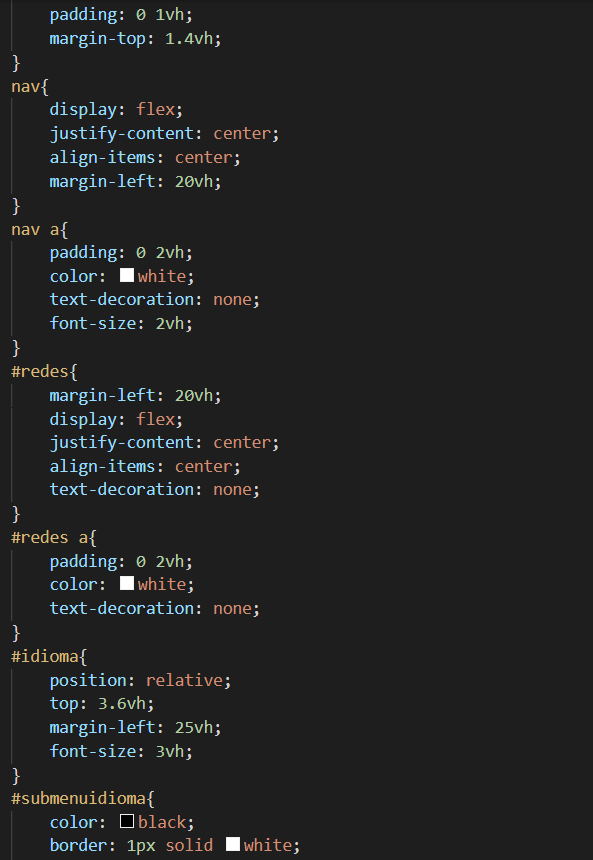 padding: 0 1vh;
margin-top: 1.4vh;
}
nav{
display: flex;
justify-content: center;
align-items: center;
margin-left: 20vh;
}
nav a{
padding: 0 2vh;
color: white;
text-decoration: none;
font-size: 2vh;
}
#redes{
margin-left: 20vh;
display: flex;
justify-content: center;
align-items: center;
text-decoration: none;
}
#redes a{
padding: 0 2vh;
color: white;
text-decoration: none;
}
#idioma{
position: relative;
top: 3.6vh;
margin-left: 25vh;
font-size: 3vh;
}
#submenuidioma{
color: black;
border: 1px solid white;